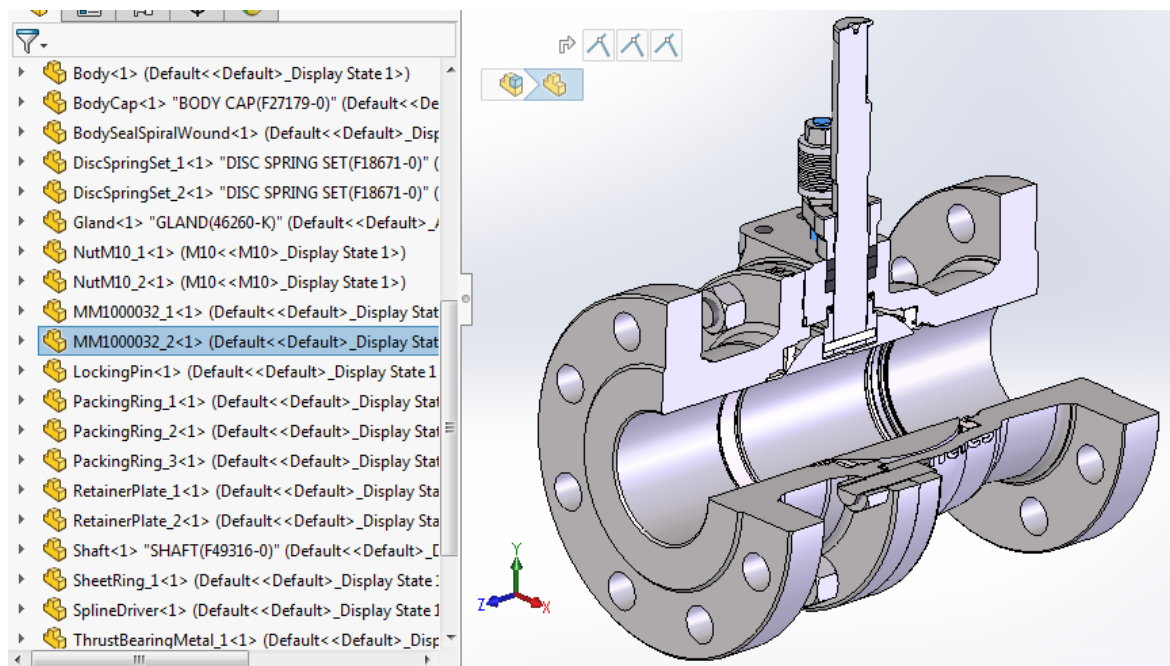 Body<1> (Default<<Default>_Display State 1>)
BodyCap<1> "BODY CAP(F27179-0)" (Default<<De
BodySealSpiralWound<1> (Default<<Default>_Disp
DiscSpringSet_1<1> "DISC SPRING SET(F18671-0)" (
DiscSpringSet_2<1> "DISC SPRING SET(F18671-0)" (
Gland<1> "GLAND(46260-K)" (Default<<Default>_A
NutM10_1<1> (M10<<M10>_Display State 1>)
NutM10_2<1> (M10<<M10>_Display State 1>)
MM1000032_1<1> (Default<<Default>_Display Stat
MM1000032_2<1> (Default<<Default>_Display Stat
LockingPin<1> (Default<<Default>_Display State 1
PackingRing_1<1> (Default<<Default>_Display Stat
PackingRing_2<1> (Default<<Default>_Display Stat
PackingRing_3<1> (Default<<Default>_Display Stat
RetainerPlate_1<1> (Default<<Default>_Display Sta
RetainerPlate_2<1> (Default<<Default>_Display Sta
Shaft<1> "SHAFT(F49316-0)" (Default<<Default>_D
SheetRing_1<1> (Default<<Default>_Display State
SplineDriver<1> (Default<<Default>_Display State 1
ThrustBearingMetal_1<1> (Default<<Default>_Disp
Y
Z
X